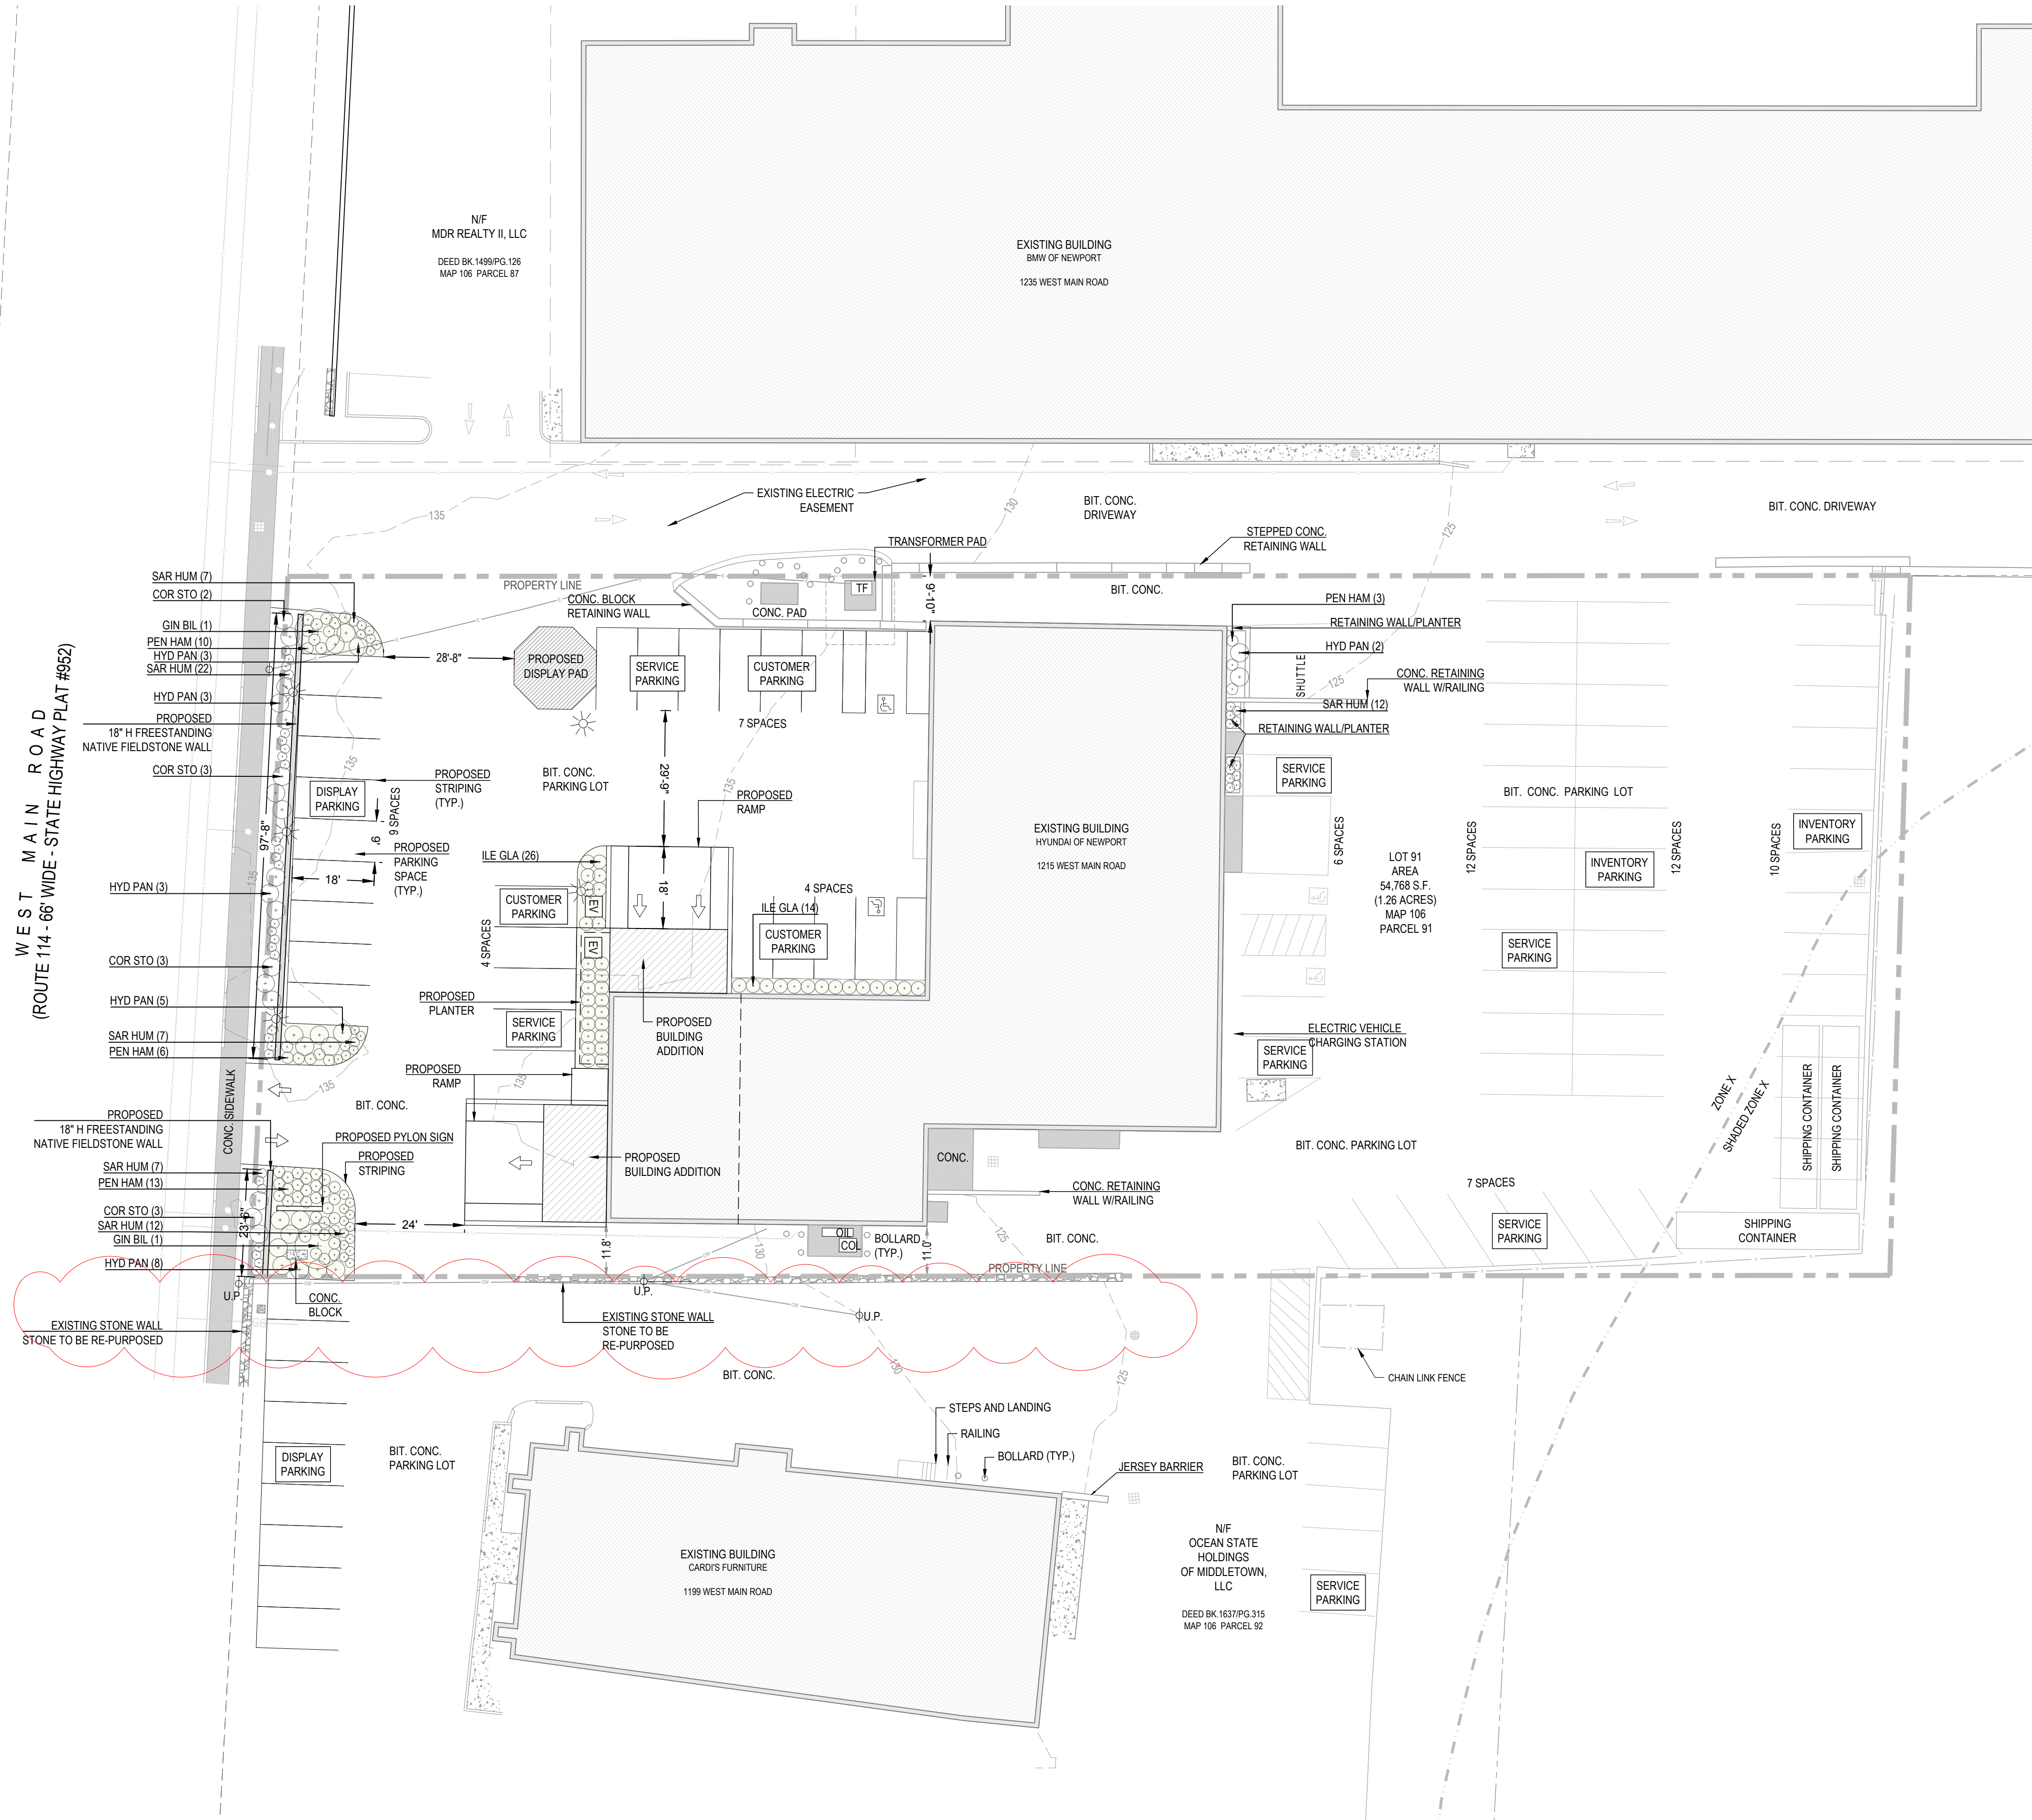 N/F
MDR REALTY II, LLC
DEED BK.1499/PG.126
MAP 106 PARCEL 87
EXISTING BUILDING
BMW OF NEWPORT
1235 WEST MAIN ROAD
WEST MAIN ROAD
(ROUTE 114 - 66' WIDE - STATE HIGHWAY PLAT #952)
EXISTING ELECTRIC
EASEMENT
135
130
125
BIT. CONC.
DRIVEWAY
BIT. CONC. DRIVEWAY
STEPPED CONC.
RETAINING WALL
TRANSFORMER PAD
TF
PROPERTY LINE
CONC. BLOCK
RETAINING WALL
CONC. PAD
9'-10"
BIT. CONC.
SAR HUM (7)
COR STO (2)
GIN BIL (1)
PEN HAM (10)
HYD PAN (3)
SAR HUM (22)
HYD PAN (3)
PROPOSED
18" H FREESTANDING
NATIVE FIELDSTONE WALL
COR STO (3)
HYD PAN (3)
COR STO (3)
HYD PAN (5)
SAR HUM (7)
PEN HAM (6)
97'-8"
28'-8"
PROPOSED
DISPLAY PAD
SERVICE
PARKING
CUSTOMER
PARKING
7 SPACES
29'-9"
135
135
135
DISPLAY
PARKING
9 SPACES
9'
18'
PROPOSED
STRIPING
(TYP.)
PROPOSED
PARKING
SPACE
(TYP.)
BIT. CONC.
PARKING LOT
PROPOSED
RAMP
ILE GLA (26)
18'
CUSTOMER
PARKING
EV
EV
4 SPACES
4 SPACES
ILE GLA (14)
CUSTOMER
PARKING
PROPOSED
PLANTER
SERVICE
PARKING
PROPOSED
BUILDING
ADDITION
PROPOSED
RAMP
135
135
BIT. CONC.
CONC. SIDEWALK
EXISTING BUILDING
HYUNDAI OF NEWPORT
1215 WEST MAIN ROAD
PEN HAM (3)
RETAINING WALL/PLANTER
HYD PAN (2)
SHUTTLE
125
CONC. RETAINING
WALL W/RAILING
SAR HUM (12)
RETAINING WALL/PLANTER
SERVICE
PARKING
6 SPACES
LOT 91
AREA
54,768 S.F.
(1.26 ACRES)
MAP 106
PARCEL 91
12 SPACES
BIT. CONC. PARKING LOT
INVENTORY
PARKING
12 SPACES
10 SPACES
INVENTORY
PARKING
SERVICE
PARKING
ELECTRIC VEHICLE
CHARGING STATION
SERVICE
PARKING
ZONE X
SHADED ZONE X
SHIPPING CONTAINER
SHIPPING CONTAINER
BIT. CONC. PARKING LOT
7 SPACES
SERVICE
PARKING
SHIPPING
CONTAINER
PROPOSED
18" H FREESTANDING
NATIVE FIELDSTONE WALL
PROPOSED PYLON SIGN
PROPOSED
STRIPING
SAR HUM (7)
PEN HAM (13)
COR STO (3)
SAR HUM (12)
GIN BIL (1)
HYD PAN (8)
23'-6"
24'
PROPOSED
BUILDING ADDITION
CONC.
CONC. RETAINING
WALL W/RAILING
11.8'
OIL
COL
BOLLARD
(TYP.)
11.0'
130
125
BIT. CONC.
PROPERTY LINE
U.P.
CONC.
BLOCK
U.P.
U.P.
EXISTING STONE WALL
STONE TO BE RE-PURPOSED
EXISTING STONE WALL
STONE TO BE
RE-PURPOSED
BIT. CONC.
130
125
CHAIN LINK FENCE
STEPS AND LANDING
RAILING
BOLLARD (TYP.)
JERSEY BARRIER
BIT. CONC.
PARKING LOT
DISPLAY
PARKING
BIT. CONC.
PARKING LOT
EXISTING BUILDING
CARDI'S FURNITURE
1199 WEST MAIN ROAD
N/F
OCEAN STATE
HOLDINGS
OF MIDDLETOWN,
LLC
DEED BK.1637/PG.315
MAP 106 PARCEL 92
SERVICE
PARKING